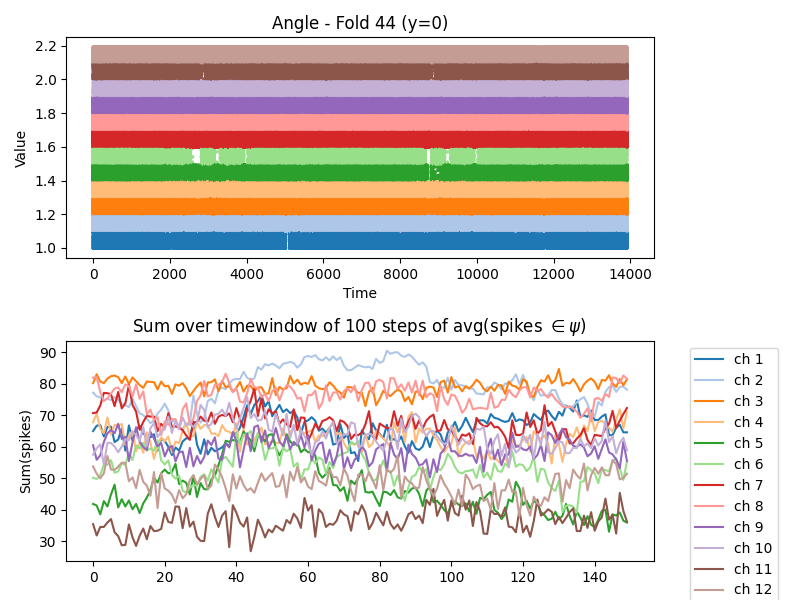 Angle - Fold 44 (y=0)
Value
2.2
2.0
1.8
1.6
1.4
1.2
1.0
0 2000 4000 6000 8000 10000 12000 14000
Time
Sum over timewindow of 100 steps of avg(spikes ∈ ψ)
Sum(spikes)
90
80
70
60
50
40
30
0 20 40 60 80 100 120 140
ch 1
ch 2
ch 3
ch 4
ch 5
ch 6
ch 7
ch 8
ch 9
ch 10
ch 11
ch 12